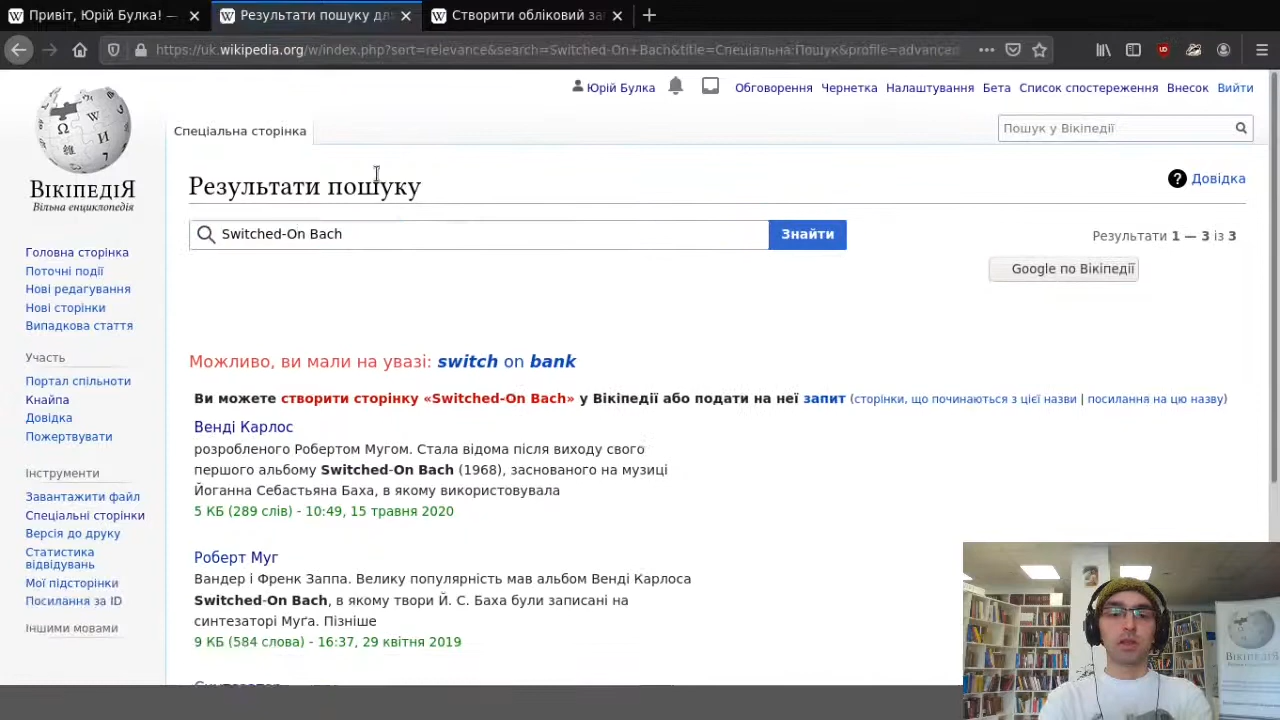 Привіт, Юрій Булка! —
Результати пошуку дл
Створити обліковий за
https://uk.wikipedia.org/w/index.php?sort=relevance&search=Switched-On+Bach&title=Спеціальна:Пошук&profile=advanced
Юрій Булка Обговорення Чернетка Налаштування Бета Список спостереження Внесок Вийти
Спеціальна сторінка
Пошук у Вікіпедії
ВІКІПЕДІЯ
Вільна енциклопедія
Результати пошуку
Довідка
Switched-On Bach
Знайти
Результати 1 — 3 із 3
Google по Вікіпедії
Головна сторінка
Поточні події
Нові редагування
Нові сторінки
Випадкова стаття
Участь
Портал спільноти
Кнайпа
Довідка
Пожертвувати
Інструменти
Завантажити файл
Спеціальні сторінки
Версія до друку
Статистика
відвідувань
Мої підсторінки
Посилання за ID
Іншими мовами
Можливо, ви мали на увазі: switch on bank
Ви можете створити сторінку «Switched-On Bach» у Вікіпедії або подати на неї запит (сторінки, що починаються з цієї назви | посилання на цю назву)
Венді Карлос
розробленого Робертом Мугом. Стала відома після виходу свого
першого альбому Switched-On Bach (1968), заснованого на музиці
Йоганна Себастьяна Баха, в якому використовувала
5 КБ (289 слів) - 10:49, 15 травня 2020
Роберт Муг
Вандер і Френк Заппа. Велику популярність мав альбом Венді Карлоса
Switched-On Bach, в якому твори Й. С. Баха були записані на
синтезаторі Муґа. Пізніше
9 КБ (584 слова) - 16:37, 29 квітня 2019
ВІКІПЕДІЯ